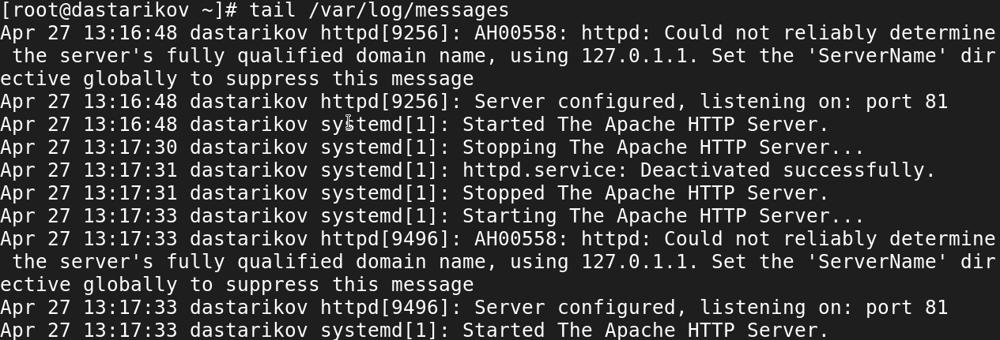 [root@dastarikov ~]# tail /var/log/messages
Apr 27 13:16:48 dastarikov httpd[9256]: AH00558: httpd: Could not reliably determine
 the server's fully qualified domain name, using 127.0.1.1. Set the 'ServerName' dir
ective globally to suppress this message
Apr 27 13:16:48 dastarikov httpd[9256]: Server configured, listening on: port 81
Apr 27 13:16:48 dastarikov systemd[1]: Started The Apache HTTP Server.
Apr 27 13:17:30 dastarikov systemd[1]: Stopping The Apache HTTP Server...
Apr 27 13:17:31 dastarikov systemd[1]: httpd.service: Deactivated successfully.
Apr 27 13:17:31 dastarikov systemd[1]: Stopped The Apache HTTP Server.
Apr 27 13:17:33 dastarikov systemd[1]: Starting The Apache HTTP Server...
Apr 27 13:17:33 dastarikov httpd[9496]: AH00558: httpd: Could not reliably determine
 the server's fully qualified domain name, using 127.0.1.1. Set the 'ServerName' dir
ective globally to suppress this message
Apr 27 13:17:33 dastarikov httpd[9496]: Server configured, listening on: port 81
Apr 27 13:17:33 dastarikov systemd[1]: Started The Apache HTTP Server.